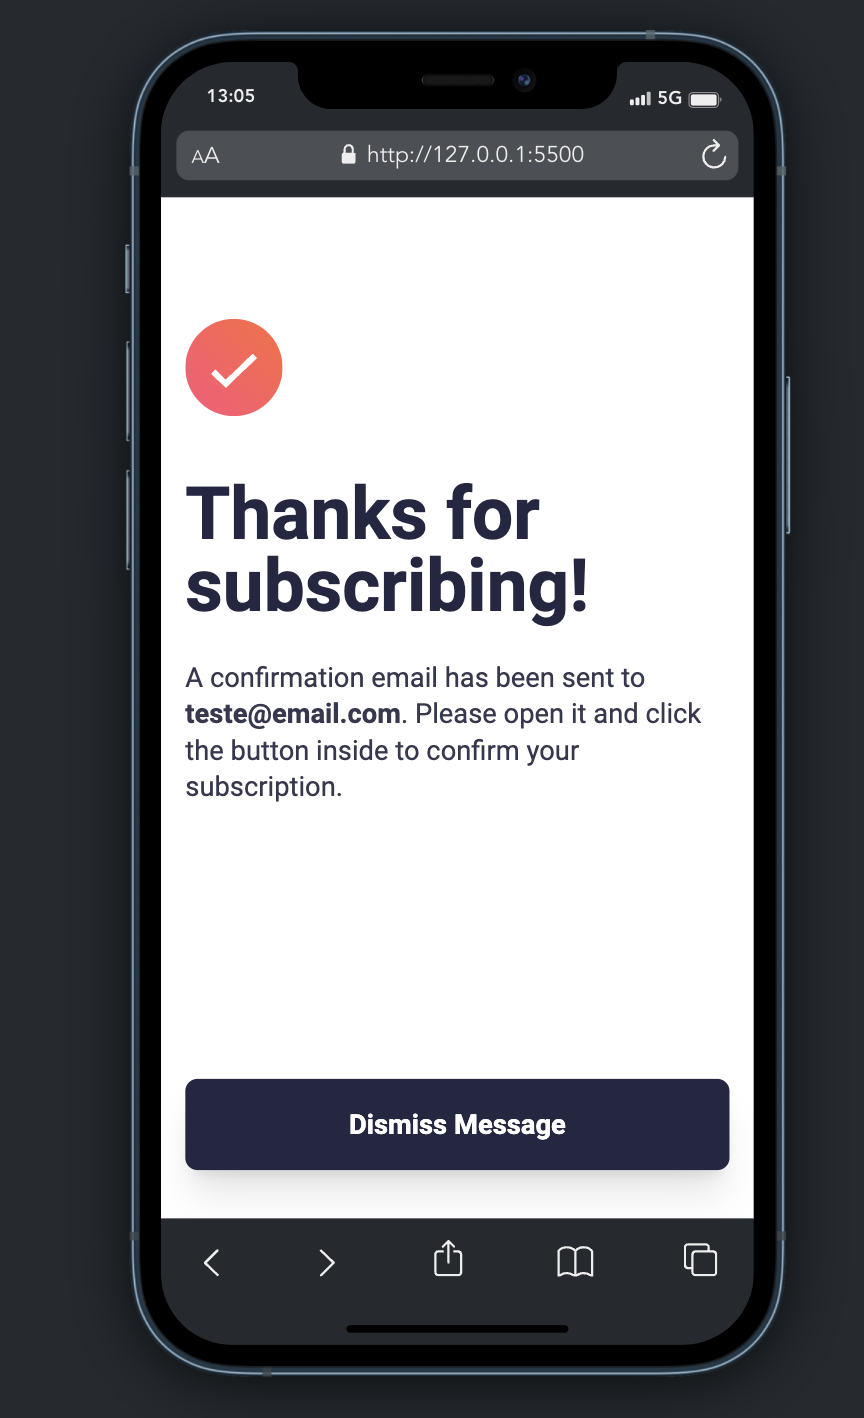 13:05
5G
AA
http://127.0.0.1:5500
Thanks for
subscribing!
A confirmation email has been sent to
teste@email.com. Please open it and click
the button inside to confirm your
subscription.
Dismiss Message